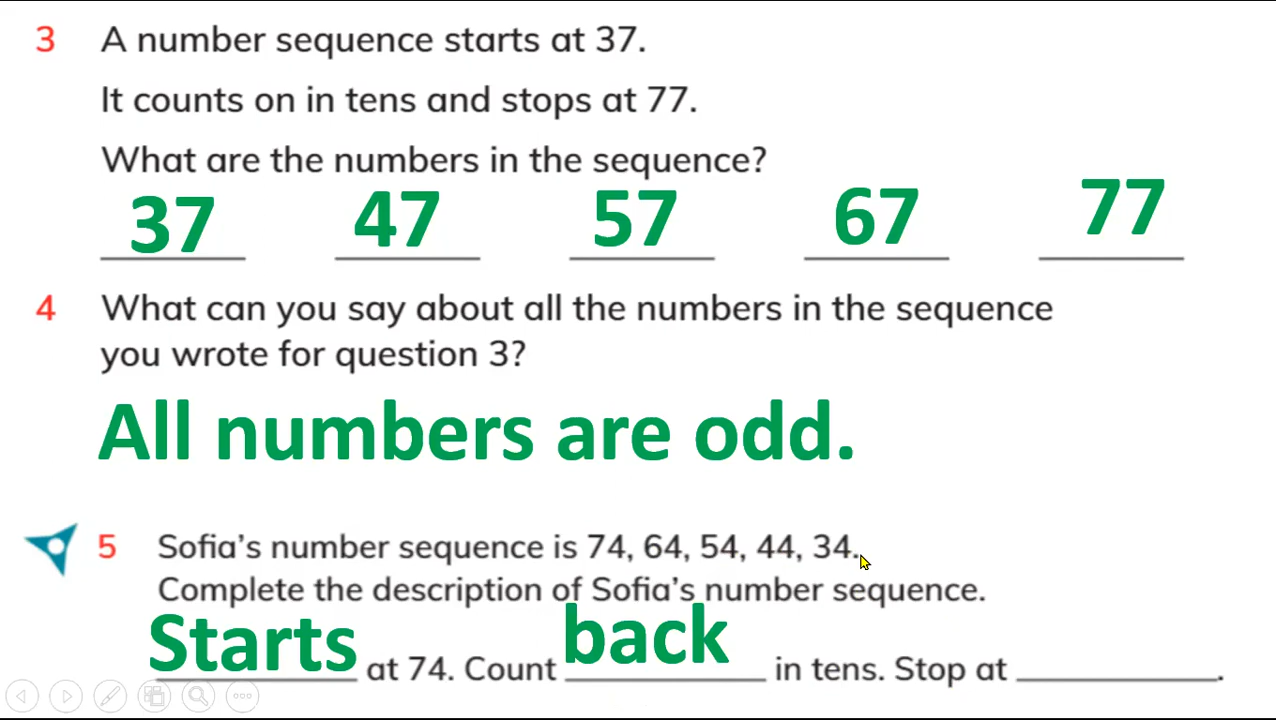 3 A number sequence starts at 37.
It counts on in tens and stops at 77.
What are the numbers in the sequence?
37 47 57 67 77
4 What can you say about all the numbers in the sequence
you wrote for question 3?
All numbers are odd.
5 Sofia's number sequence is 74, 64, 54, 44, 34.
Complete the description of Sofia's number sequence.
Starts at 74. Count back in tens. Stop at ________.